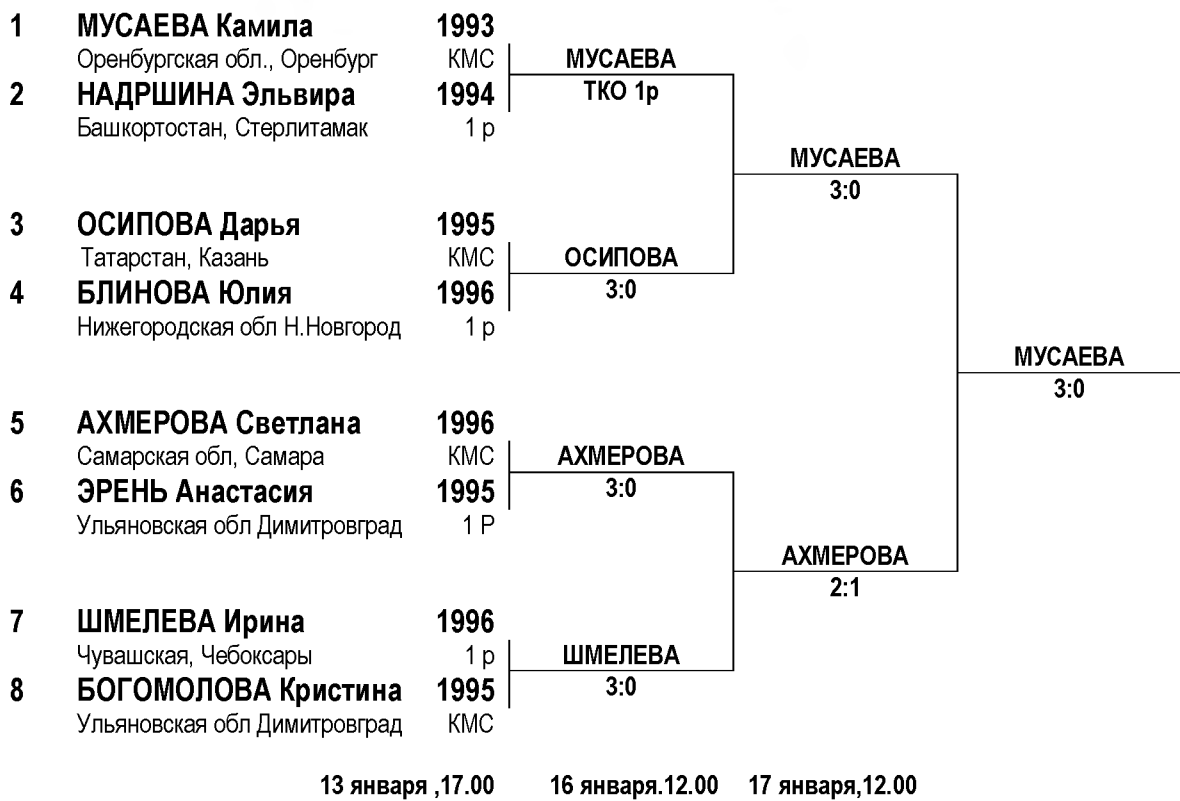 1 МУСАЕВА Камила 1993
Оренбургская обл., Оренбург КМС
МУСАЕВА
2 НАДРШИНА Эльвира 1994
ТКО 1р
Башкортостан, Стерлитамак 1 р
МУСАЕВА
3:0
3 ОСИПОВА Дарья 1995
Татарстан, Казань КМС
ОСИПОВА
4 БЛИНОВА Юлия 1996
3:0
Нижегородская обл Н.Новгород 1 р
МУСАЕВА
3:0
5 АХМЕРОВА Светлана 1996
Самарская обл, Самара КМС
АХМЕРОВА
6 ЭРЕНЬ Анастасия 1995
3:0
Ульяновская обл Димитровград 1 Р
АХМЕРОВА
2:1
7 ШМЕЛЕВА Ирина 1996
Чувашская, Чебоксары 1 р
ШМЕЛЕВА
8 БОГОМОЛОВА Кристина 1995
3:0
Ульяновская обл Димитровград КМС
13 января ,17.00 16 января.12.00 17 января,12.00